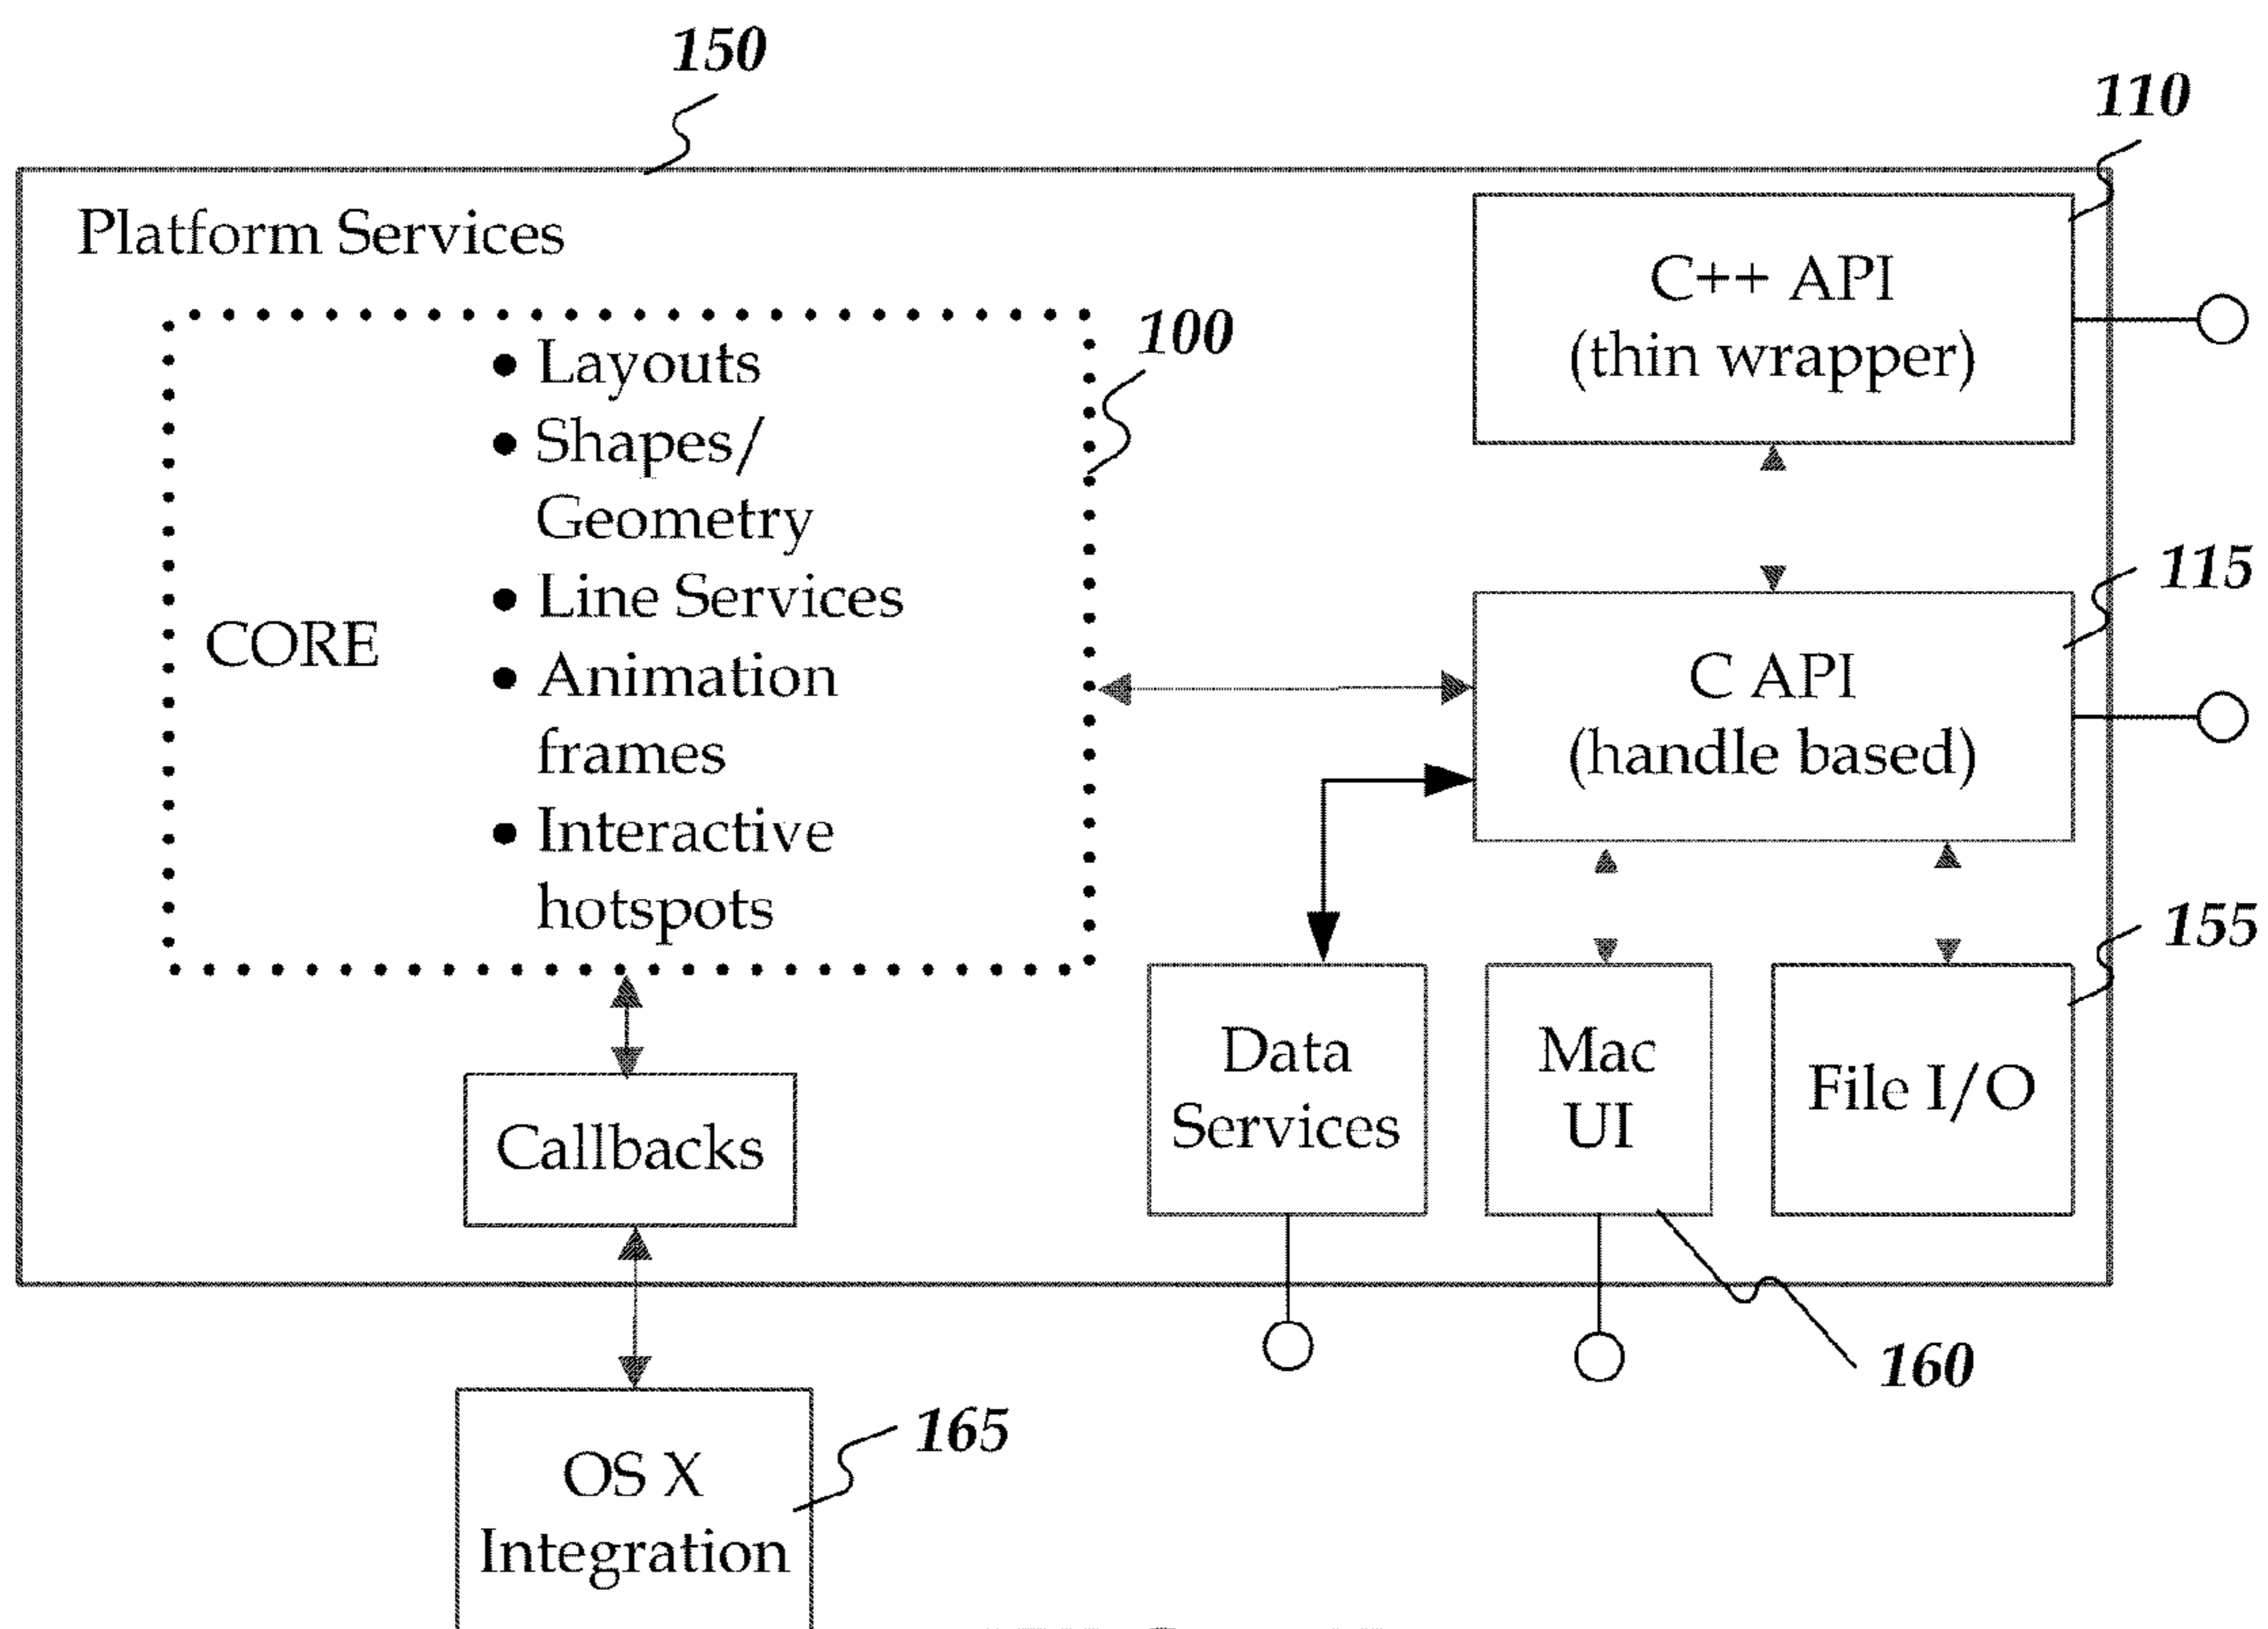 150
110
Platform Services
C++ API
(thin wrapper)
100
• Layouts
• Shapes/
Geometry
• Line Services
• Animation
frames
• Interactive
hotspots
CORE
115
C API
(handle based)
155
Data
Services
Mac
UI
File I/O
Callbacks
160
165
OS X
Integration